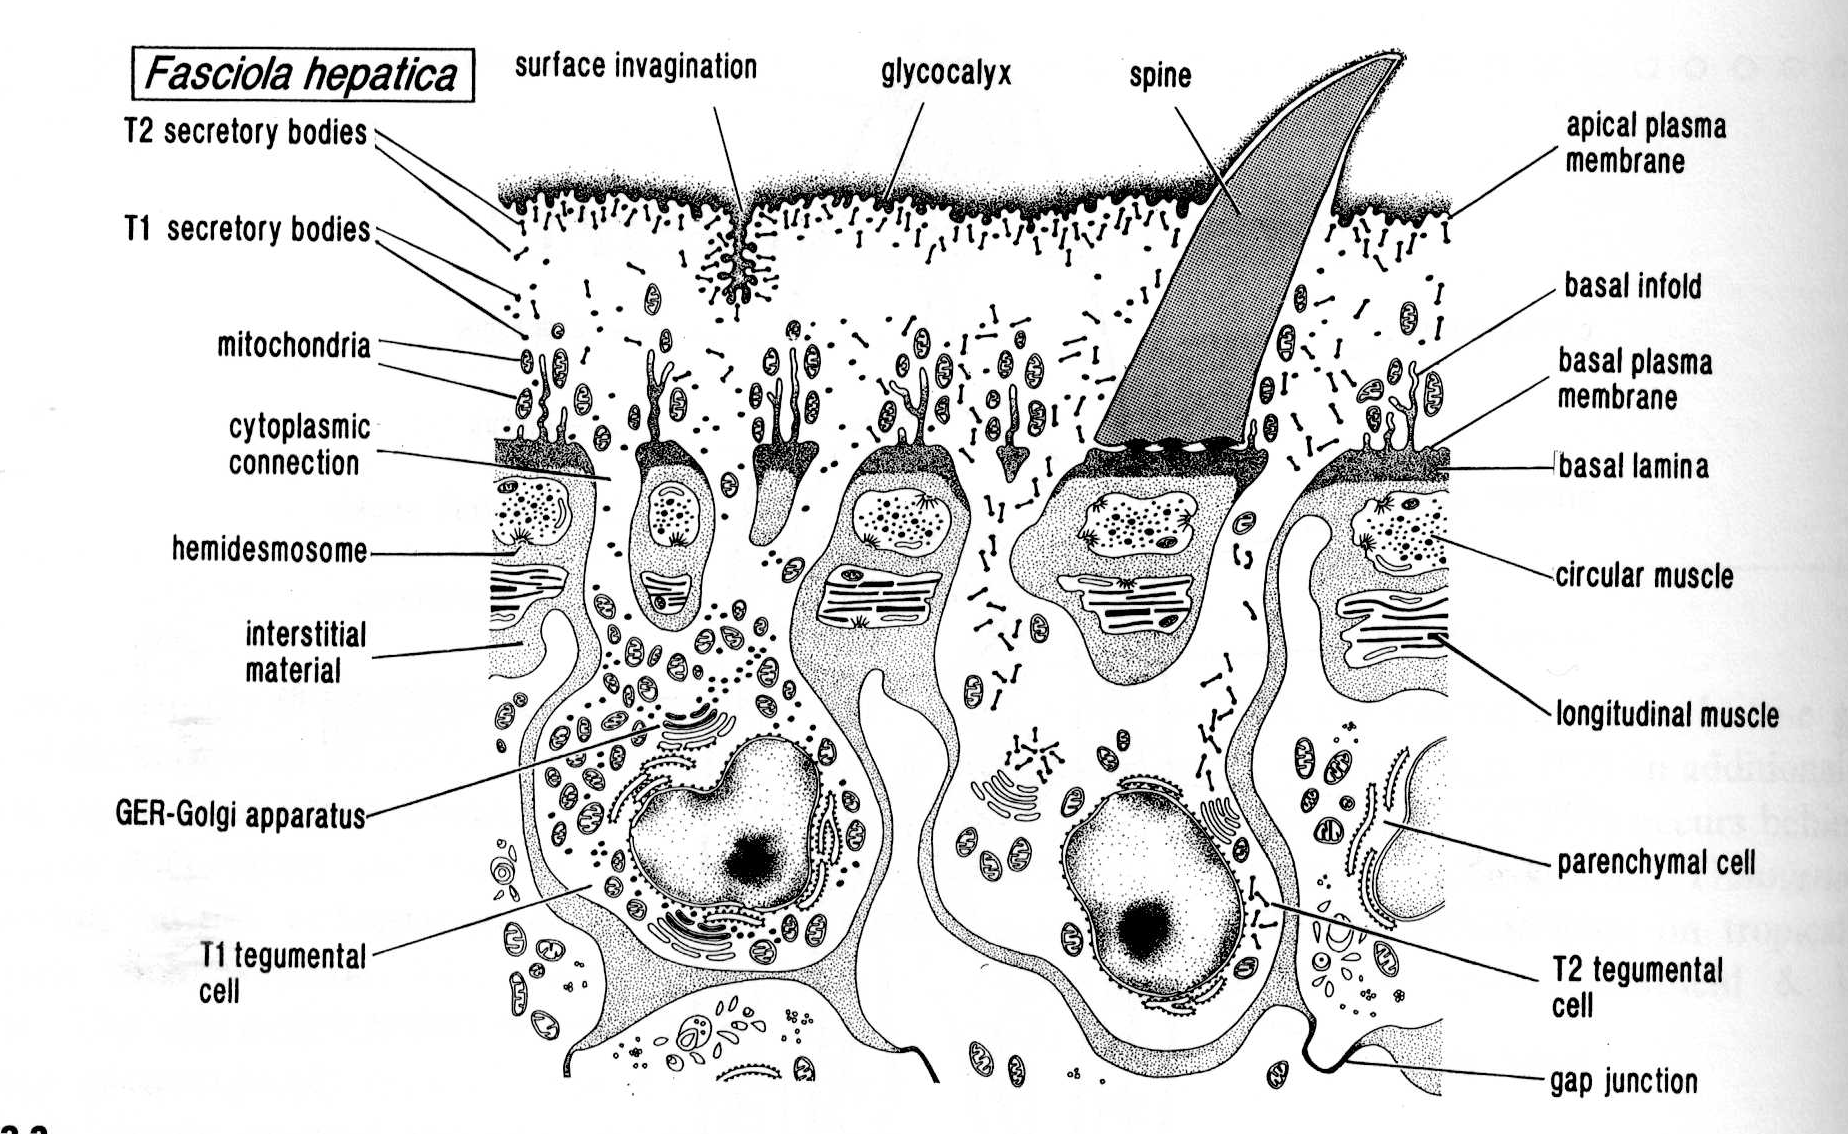 Fasciola hepatica
surface invagination
glycocalyx
spine
T2 secretory bodies
T1 secretory bodies
mitochondria
cytoplasmic
connection
hemidesmosome
interstitial
material
GER-Golgi apparatus
T1 tegumental
cell
apical plasma
membrane
basal infold
basal plasma
membrane
basal lamina
circular muscle
longitudinal muscle
parenchymal cell
T2 tegumental
cell
gap junction